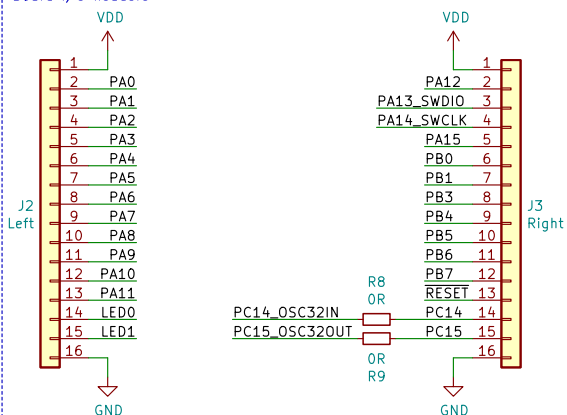 VDD
1
2 PA0
3 PA1
4 PA2
5 PA3
6 PA4
7 PA5
8 PA6
9 PA7
10 PA8
11 PA9
12 PA10
13 PA11
14 LED0
15 LED1
16
J2
Left
GND
VDD
1
PA12 2
PA13_SWDIO 3
PA14_SWCLK 4
PA15 5
PB0 6
PB1 7
PB3 8
PB4 9
PB5 10
PB6 11
PB7 12
RESET 13
PC14_OSC32IN R8 0R PC14 14
PC15_OSC32OUT 0R R9 PC15 15
16
J3
Right
GND